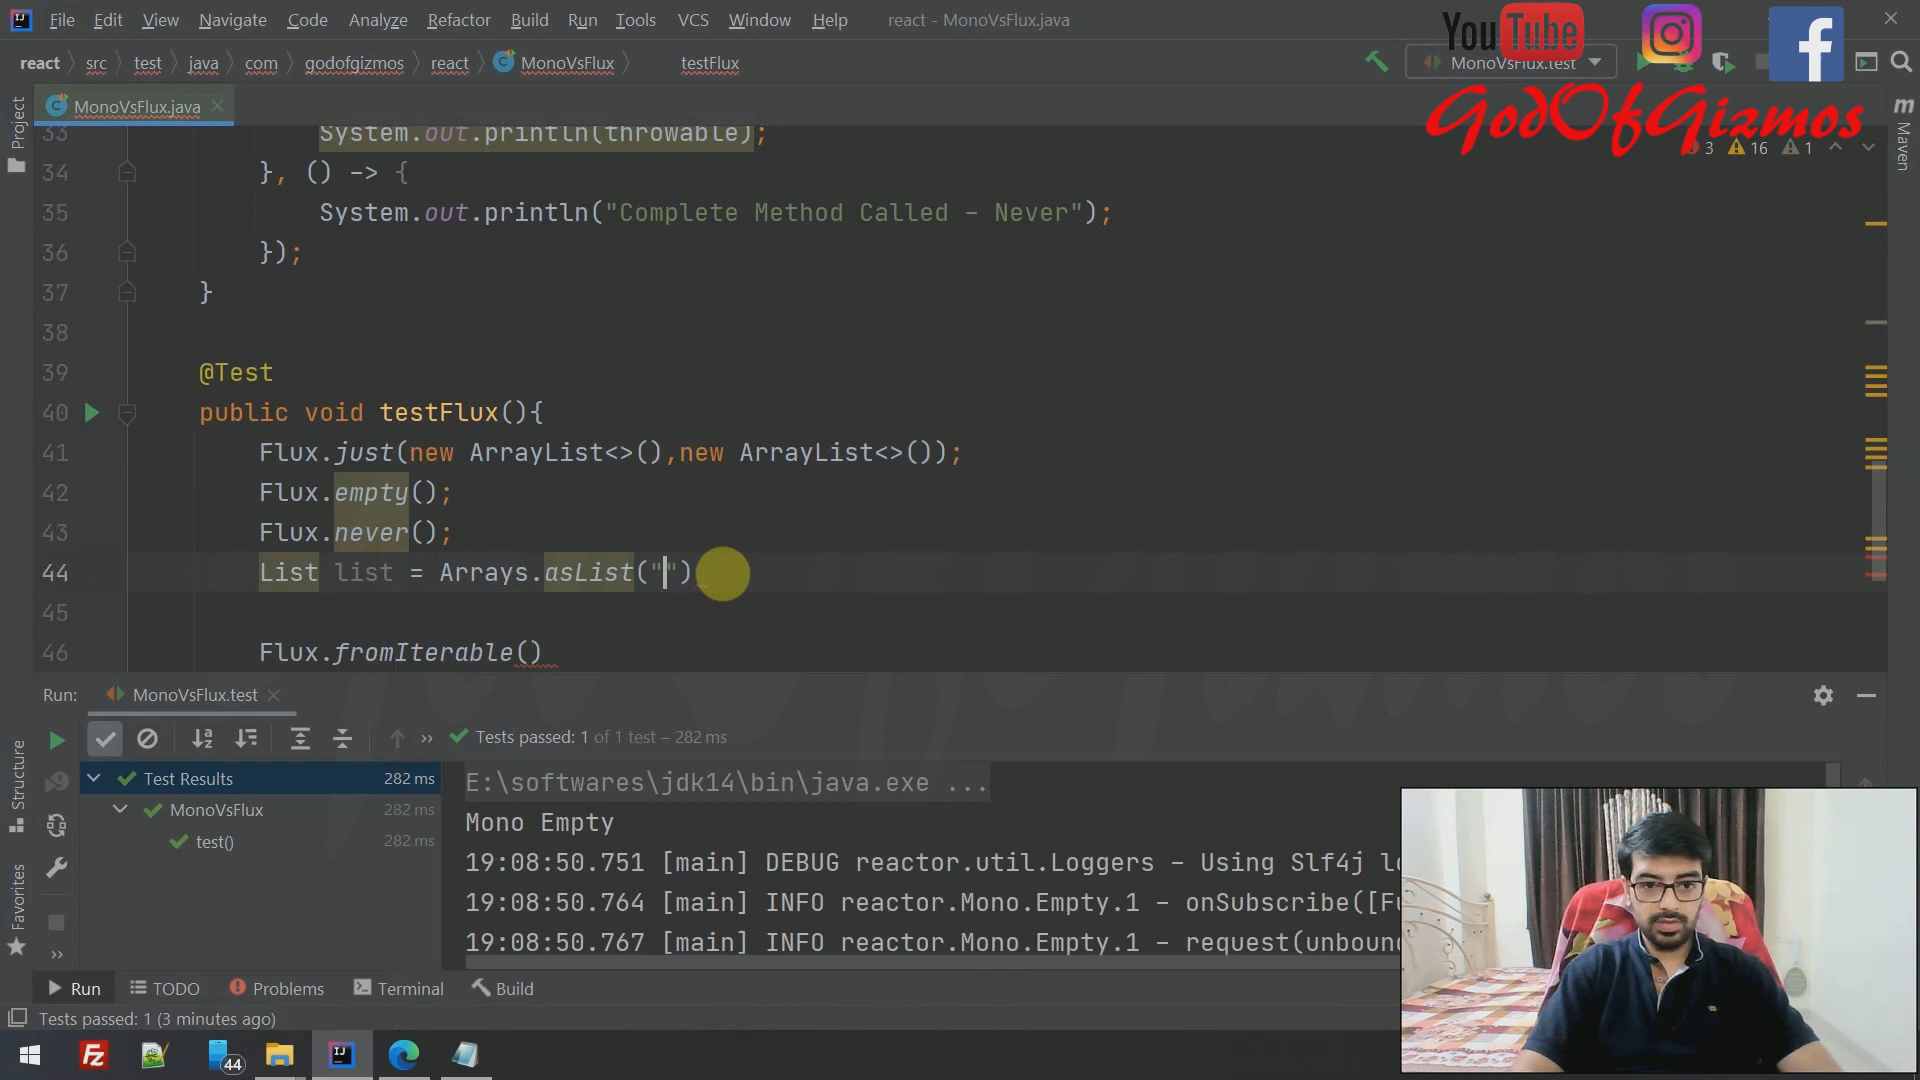 File Edit View Navigate Code Analyze Refactor Build Run Tools VCS Window Help react - MonoVsFlux.java
YouTube
react src test java com godofgizmos react MonoVsFlux testFlux
MonoVsFlux.test
GodOfGizmos
MonoVsFlux.java
3 16 1
Project
Maven
33 System.out.println(throwable);
34 }, () -> {
35 System.out.println("Complete Method Called - Never");
36 });
37 }
38
39 @Test
40 public void testFlux(){
41 Flux.just(new ArrayList<>(),new ArrayList<>());
42 Flux.empty();
43 Flux.never();
44 List list = Arrays.asList("")
45
46 Flux.fromIterable()
Run: MonoVsFlux.test
Tests passed: 1 of 1 test – 282 ms
Test Results 282 ms
MonoVsFlux 282 ms
test() 282 ms
E:\softwares\jdk14\bin\java.exe ...
Mono Empty
19:08:50.751 [main] DEBUG reactor.util.Loggers - Using Slf4j
19:08:50.764 [main] INFO reactor.Mono.Empty.1 - onSubscribe([
19:08:50.767 [main] INFO reactor.Mono.Empty.1 - request(
Structure
Favorites
Run TODO Problems Terminal Build
Tests passed: 1 (3 minutes ago)
44